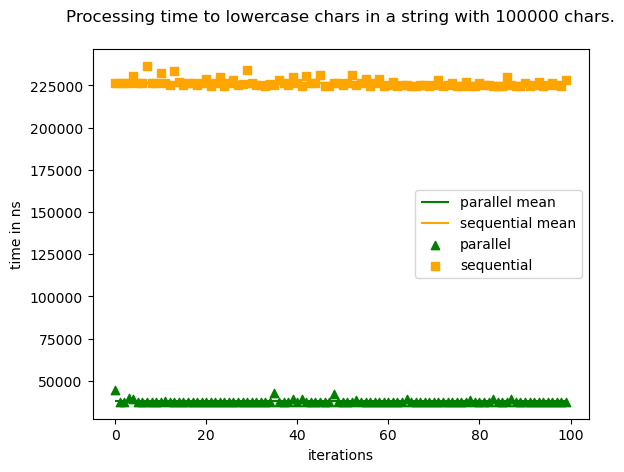 Processing time to lowercase chars in a string with 100000 chars.
225000
200000
175000
150000
125000
100000
75000
50000
time in ns
parallel mean
sequential mean
parallel
sequential
0
20
40
60
80
100
iterations